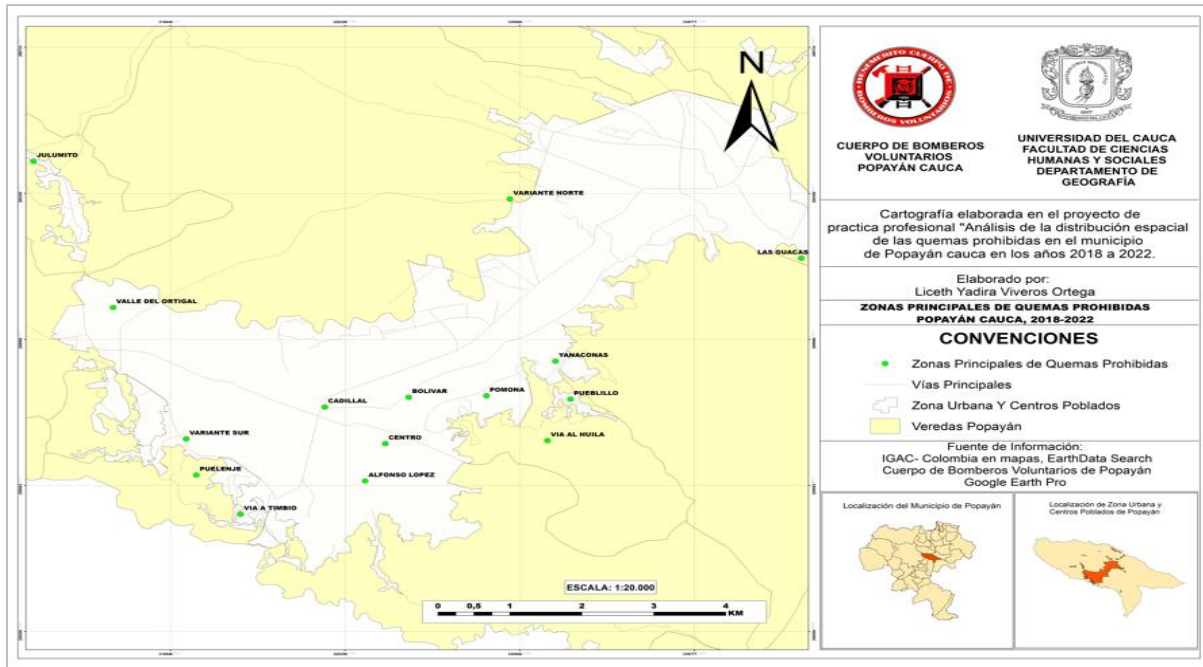 N
JULUMITO
VARIANTE NORTE
LAS GUACAS
VALLE DEL ORTIGAL
YANACONAS
BOLIVAR
POMONA
PUEBLILLO
CADILLAL
VARIANTE SUR
CENTRO
VIA AL HUILA
PUELENJE
ALFONSO LOPEZ
VIA A TIMBIO
ESCALA: 1:20.000
0 0,5 1 2 3 4
KM
BENEMERITO CUERPO DE
BOMBEROS VOLUNTARIOS
CUERPO DE BOMBEROS
VOLUNTARIOS
POPAYÁN CAUCA
UNIVERSIDAD DEL CAUCA
FACULTAD DE CIENCIAS
HUMANAS Y SOCIALES
DEPARTAMENTO DE
GEOGRAFÍA
Cartografía elaborada en el proyecto de
practica profesional "Análisis de la distribución espacial
de las quemas prohibidas en el municipio
de Popayán cauca en los años 2018 a 2022.
Elaborado por:
Liceth Yadira Viveros Ortega
ZONAS PRINCIPALES DE QUEMAS PROHIBIDAS
POPAYÁN CAUCA, 2018-2022
CONVENCIONES
Zonas Principales de Quemas Prohibidas
Vías Principales
Zona Urbana Y Centros Poblados
Veredas Popayán
Fuente de Información:
IGAC- Colombia en mapas, EarthData Search
Cuerpo de Bomberos Voluntarios de Popayán
Google Earth Pro
Localización del Municipio de Popayán
Localización de Zona Urbana y
Centros Poblados de Popayán